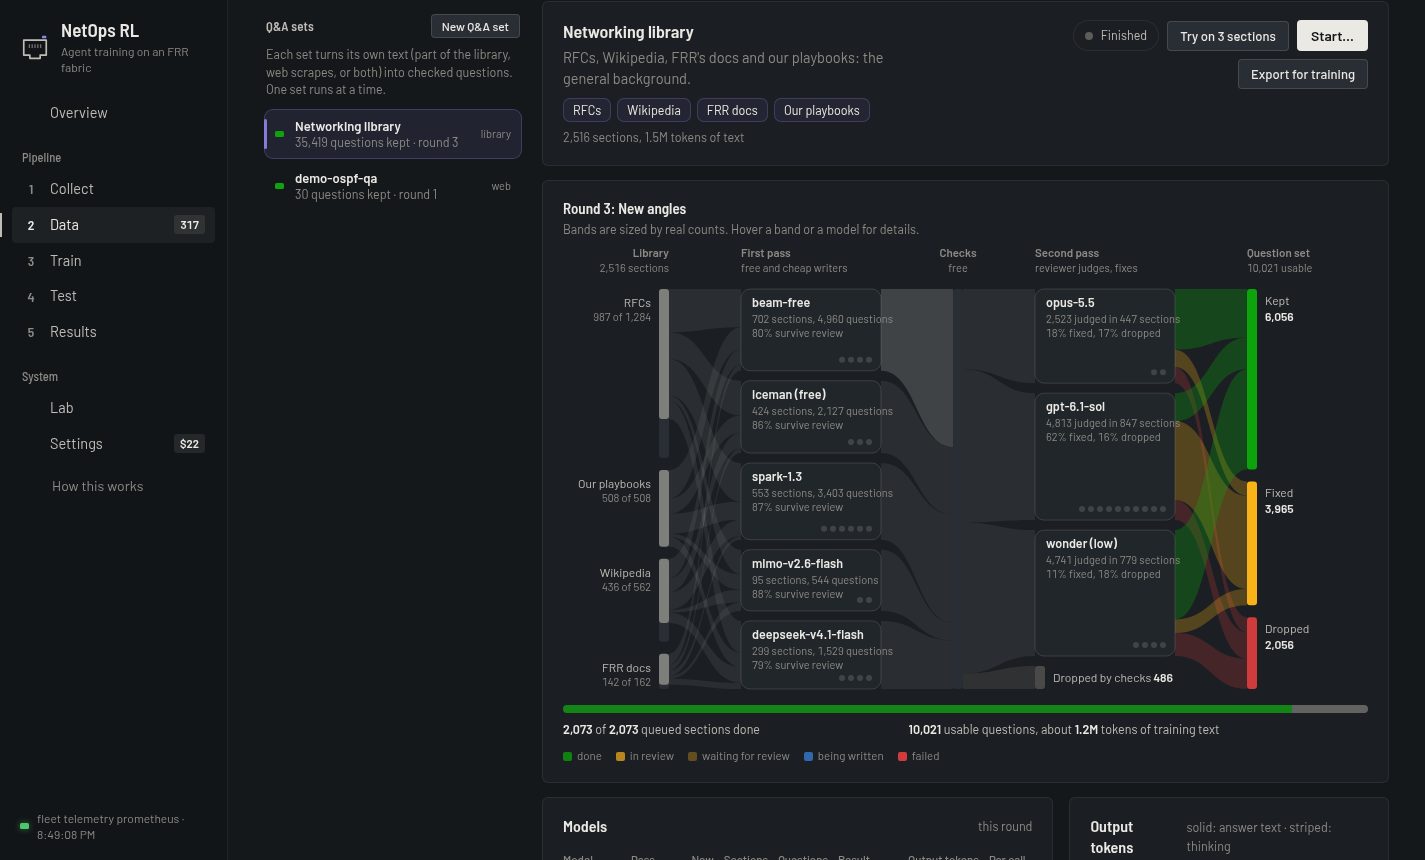 NetOps RL
Agent training on an FRR
fabric
Overview
Pipeline
1 Collect
2 Data 317
3 Train
4 Test
5 Results
System
Lab
Settings $22
How this works
fleet telemetry prometheus ·
8:49:08 PM
Q&A sets
New Q&A set
Each set turns its own text (part of the library,
web scrapes, or both) into checked questions.
One set runs at a time.
Networking library
35,419 questions kept · round 3
library
demo-ospf-qa
30 questions kept · round 1
web
Networking library
RFCs, Wikipedia, FRR's docs and our playbooks: the
general background.
Finished
Try on 3 sections
Start...
Export for training
RFCs Wikipedia FRR docs Our playbooks
2,516 sections, 1.5M tokens of text
Round 3: New angles
Bands are sized by real counts. Hover a band or a model for details.
Library
2,516 sections
First pass
free and cheap writers
Checks
free
Second pass
reviewer judges, fixes
Question set
10,021 usable
RFCs
987 of 1,284
Our playbooks
508 of 508
Wikipedia
436 of 562
FRR docs
142 of 162
beam-free
702 sections, 4,960 questions
80% survive review
Iceman (free)
424 sections, 2,127 questions
86% survive review
spark-1.3
553 sections, 3,403 questions
87% survive review
mimo-v2.6-flash
95 sections, 544 questions
88% survive review
deepseek-v4.1-flash
299 sections, 1,529 questions
79% survive review
opus-5.5
2,523 judged in 447 sections
18% fixed, 17% dropped
gpt-6.1-sol
4,813 judged in 847 sections
62% fixed, 16% dropped
wonder (low)
4,741 judged in 779 sections
11% fixed, 18% dropped
Dropped by checks 486
Kept
6,056
Fixed
3,965
Dropped
2,056
2,073 of 2,073 queued sections done
10,021 usable questions, about 1.2M tokens of training text
done in review waiting for review being written failed
Models
this round
Model Pass New Sections Questions Result Output tokens Per call
Output
tokens
solid: answer text · striped:
thinking